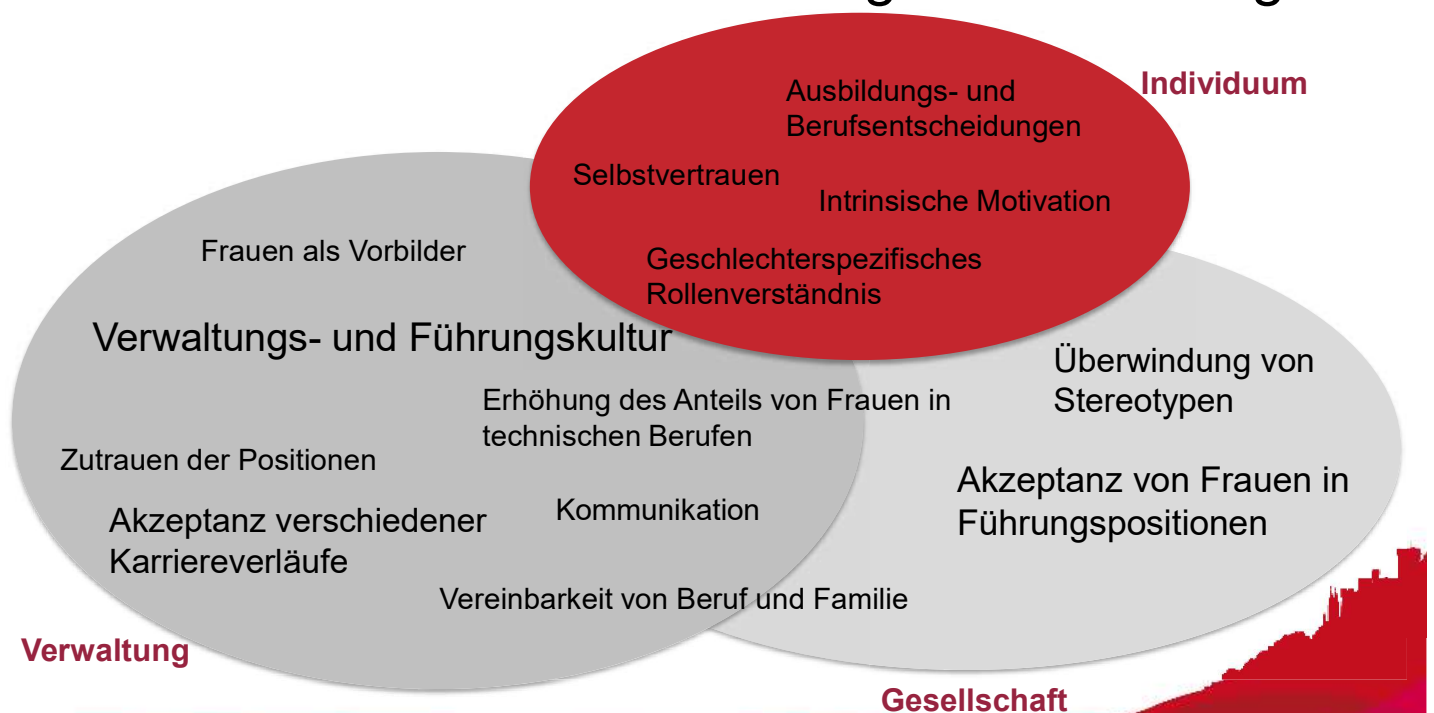 Individuum
Ausbildungs- und
Berufsentscheidungen
Selbstvertrauen
Intrinsische Motivation
Geschlechterspezifisches
Rollenverständnis
Frauen als Vorbilder
Verwaltungs- und Führungskultur
Erhöhung des Anteils von Frauen in
technischen Berufen
Zutrauen der Positionen
Akzeptanz verschiedener
Karriereverläufe
Kommunikation
Vereinbarkeit von Beruf und Familie
Verwaltung
Überwindung von
Stereotypen
Akzeptanz von Frauen in
Führungspositionen
Gesellschaft